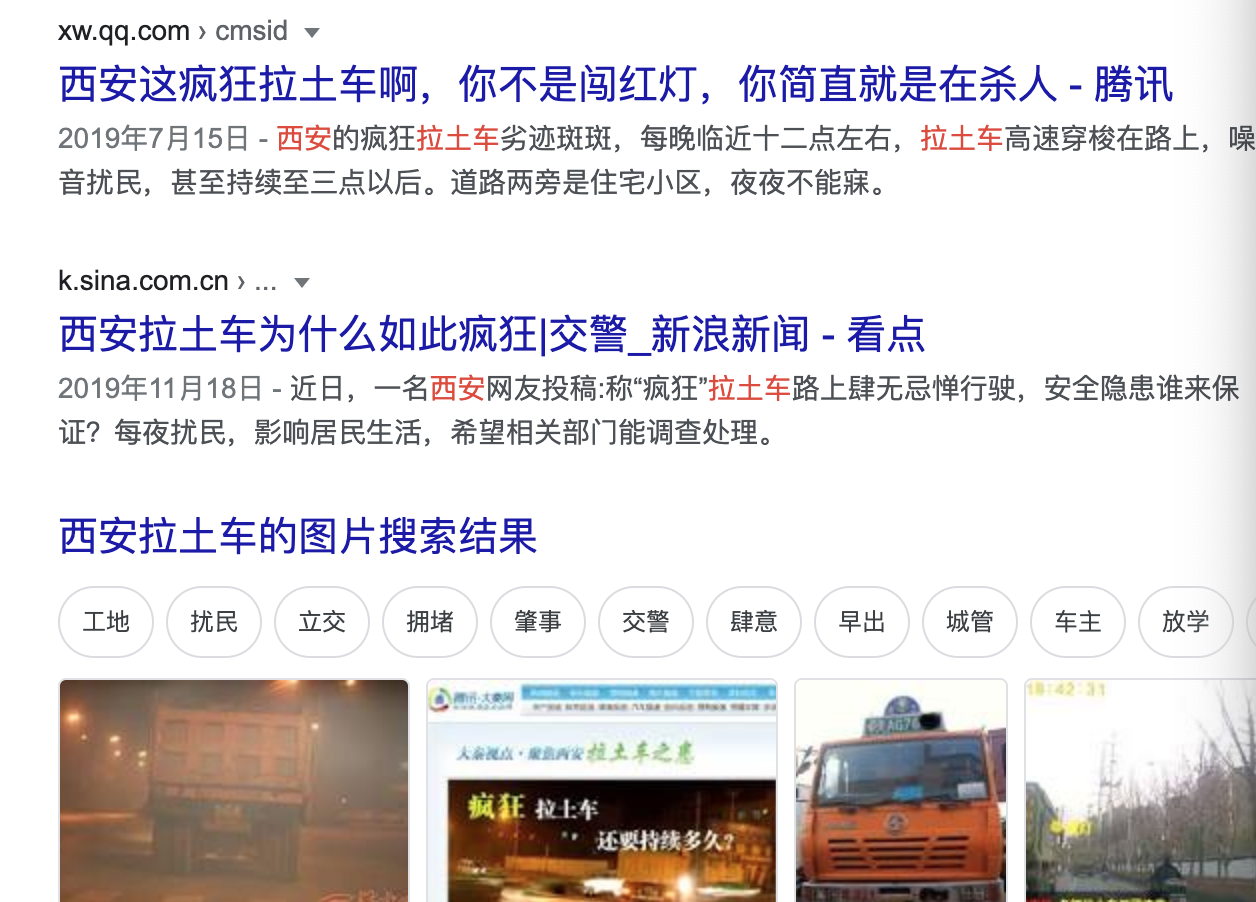 xw.qq.com › cmsid
西安这疯狂拉土车啊，你不是闯红灯，你简直就是在杀人 - 腾讯
2019年7月15日 - 西安的疯狂拉土车劣迹斑斑，每晚临近十二点左右，拉土车高速穿梭在路上，噪
音扰民，甚至持续至三点以后。道路两旁是住宅小区，夜夜不能寐。
k.sina.com.cn › ...
西安拉土车为什么如此疯狂|交警_新浪新闻 - 看点
2019年11月18日 - 近日，一名西安网友投稿:称“疯狂”拉土车路上肆无忌惮行驶，安全隐患谁来保
证？每夜扰民，影响居民生活，希望相关部门能调查处理。
西安拉土车的图片搜索结果
工地
扰民
立交
拥堵
肇事
交警
肆意
早出
城管
车主
放学
腾讯·大秦网
大秦视点·聚焦西安拉土车之患
疯狂拉土车
还要持续多久?
18:42:31